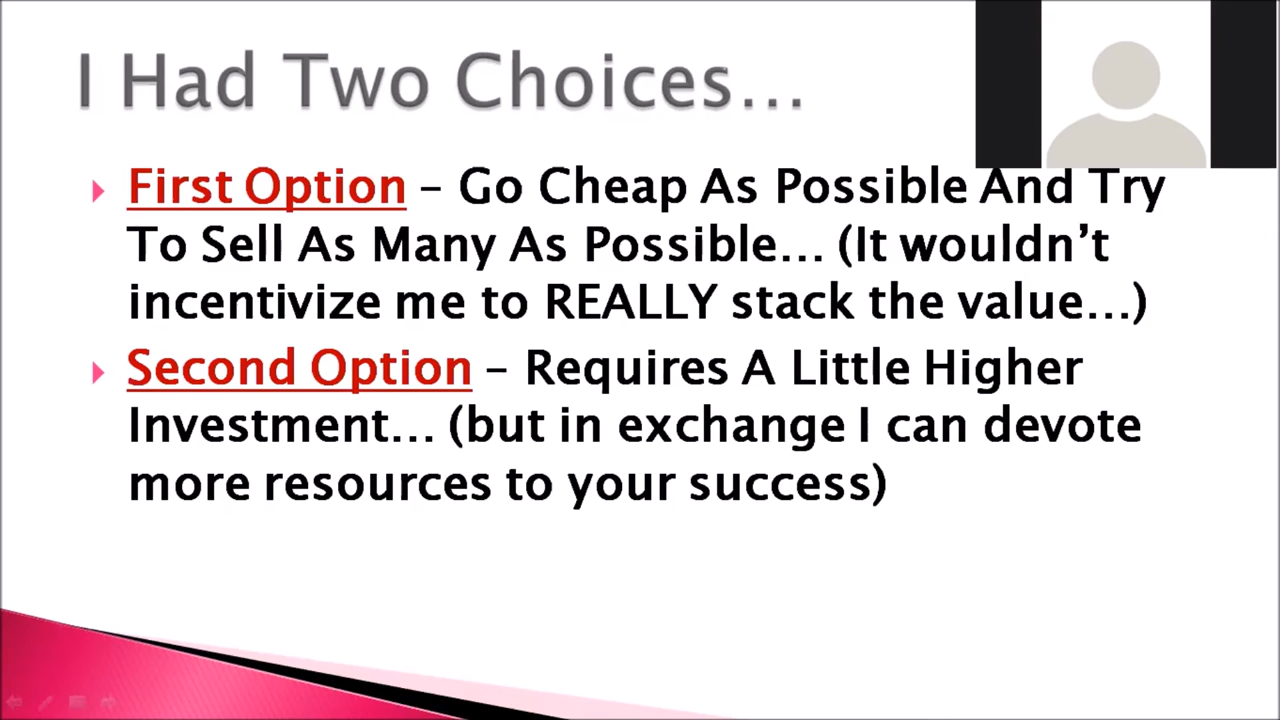 I Had Two Choices…
First Option – Go Cheap As Possible And Try
To Sell As Many As Possible… (It wouldn’t
incentivize me to REALLY stack the value…)
Second Option – Requires A Little Higher
Investment… (but in exchange I can devote
more resources to your success)